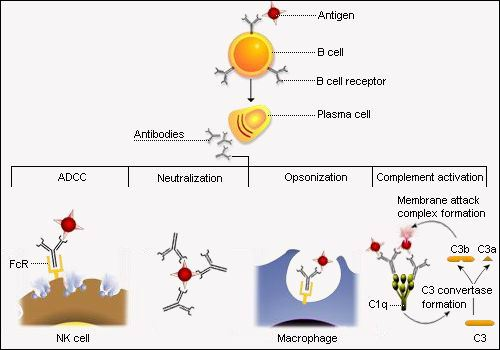 Antigen
B cell
B cell receptor
Plasma cell
Antibodies
ADCC
Neutralization
Opsonization
Complement activation
FcR
NK cell
Macrophage
Membrane attack
complex formation
C3b
C3a
C3 convertase
formation
C1q
C3